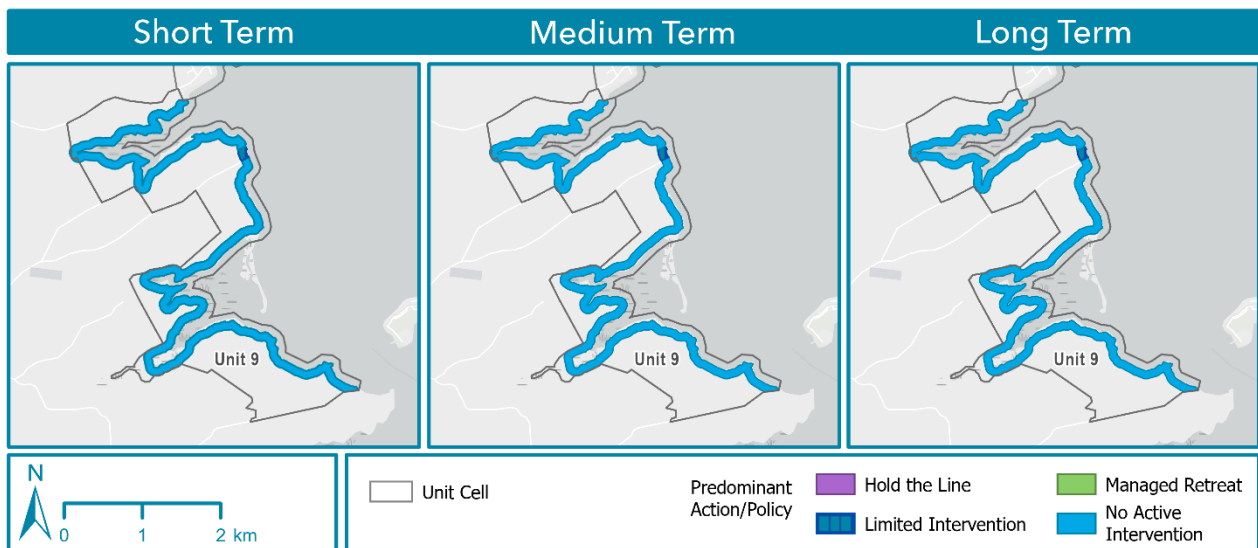 Short Term
Medium Term
Long Term
Unit 9
Unit 9
Unit 9
N
0 1 2 km
Unit Cell
Predominant
Action/Policy
Hold the Line
Limited Intervention
Managed Retreat
No Active
Intervention